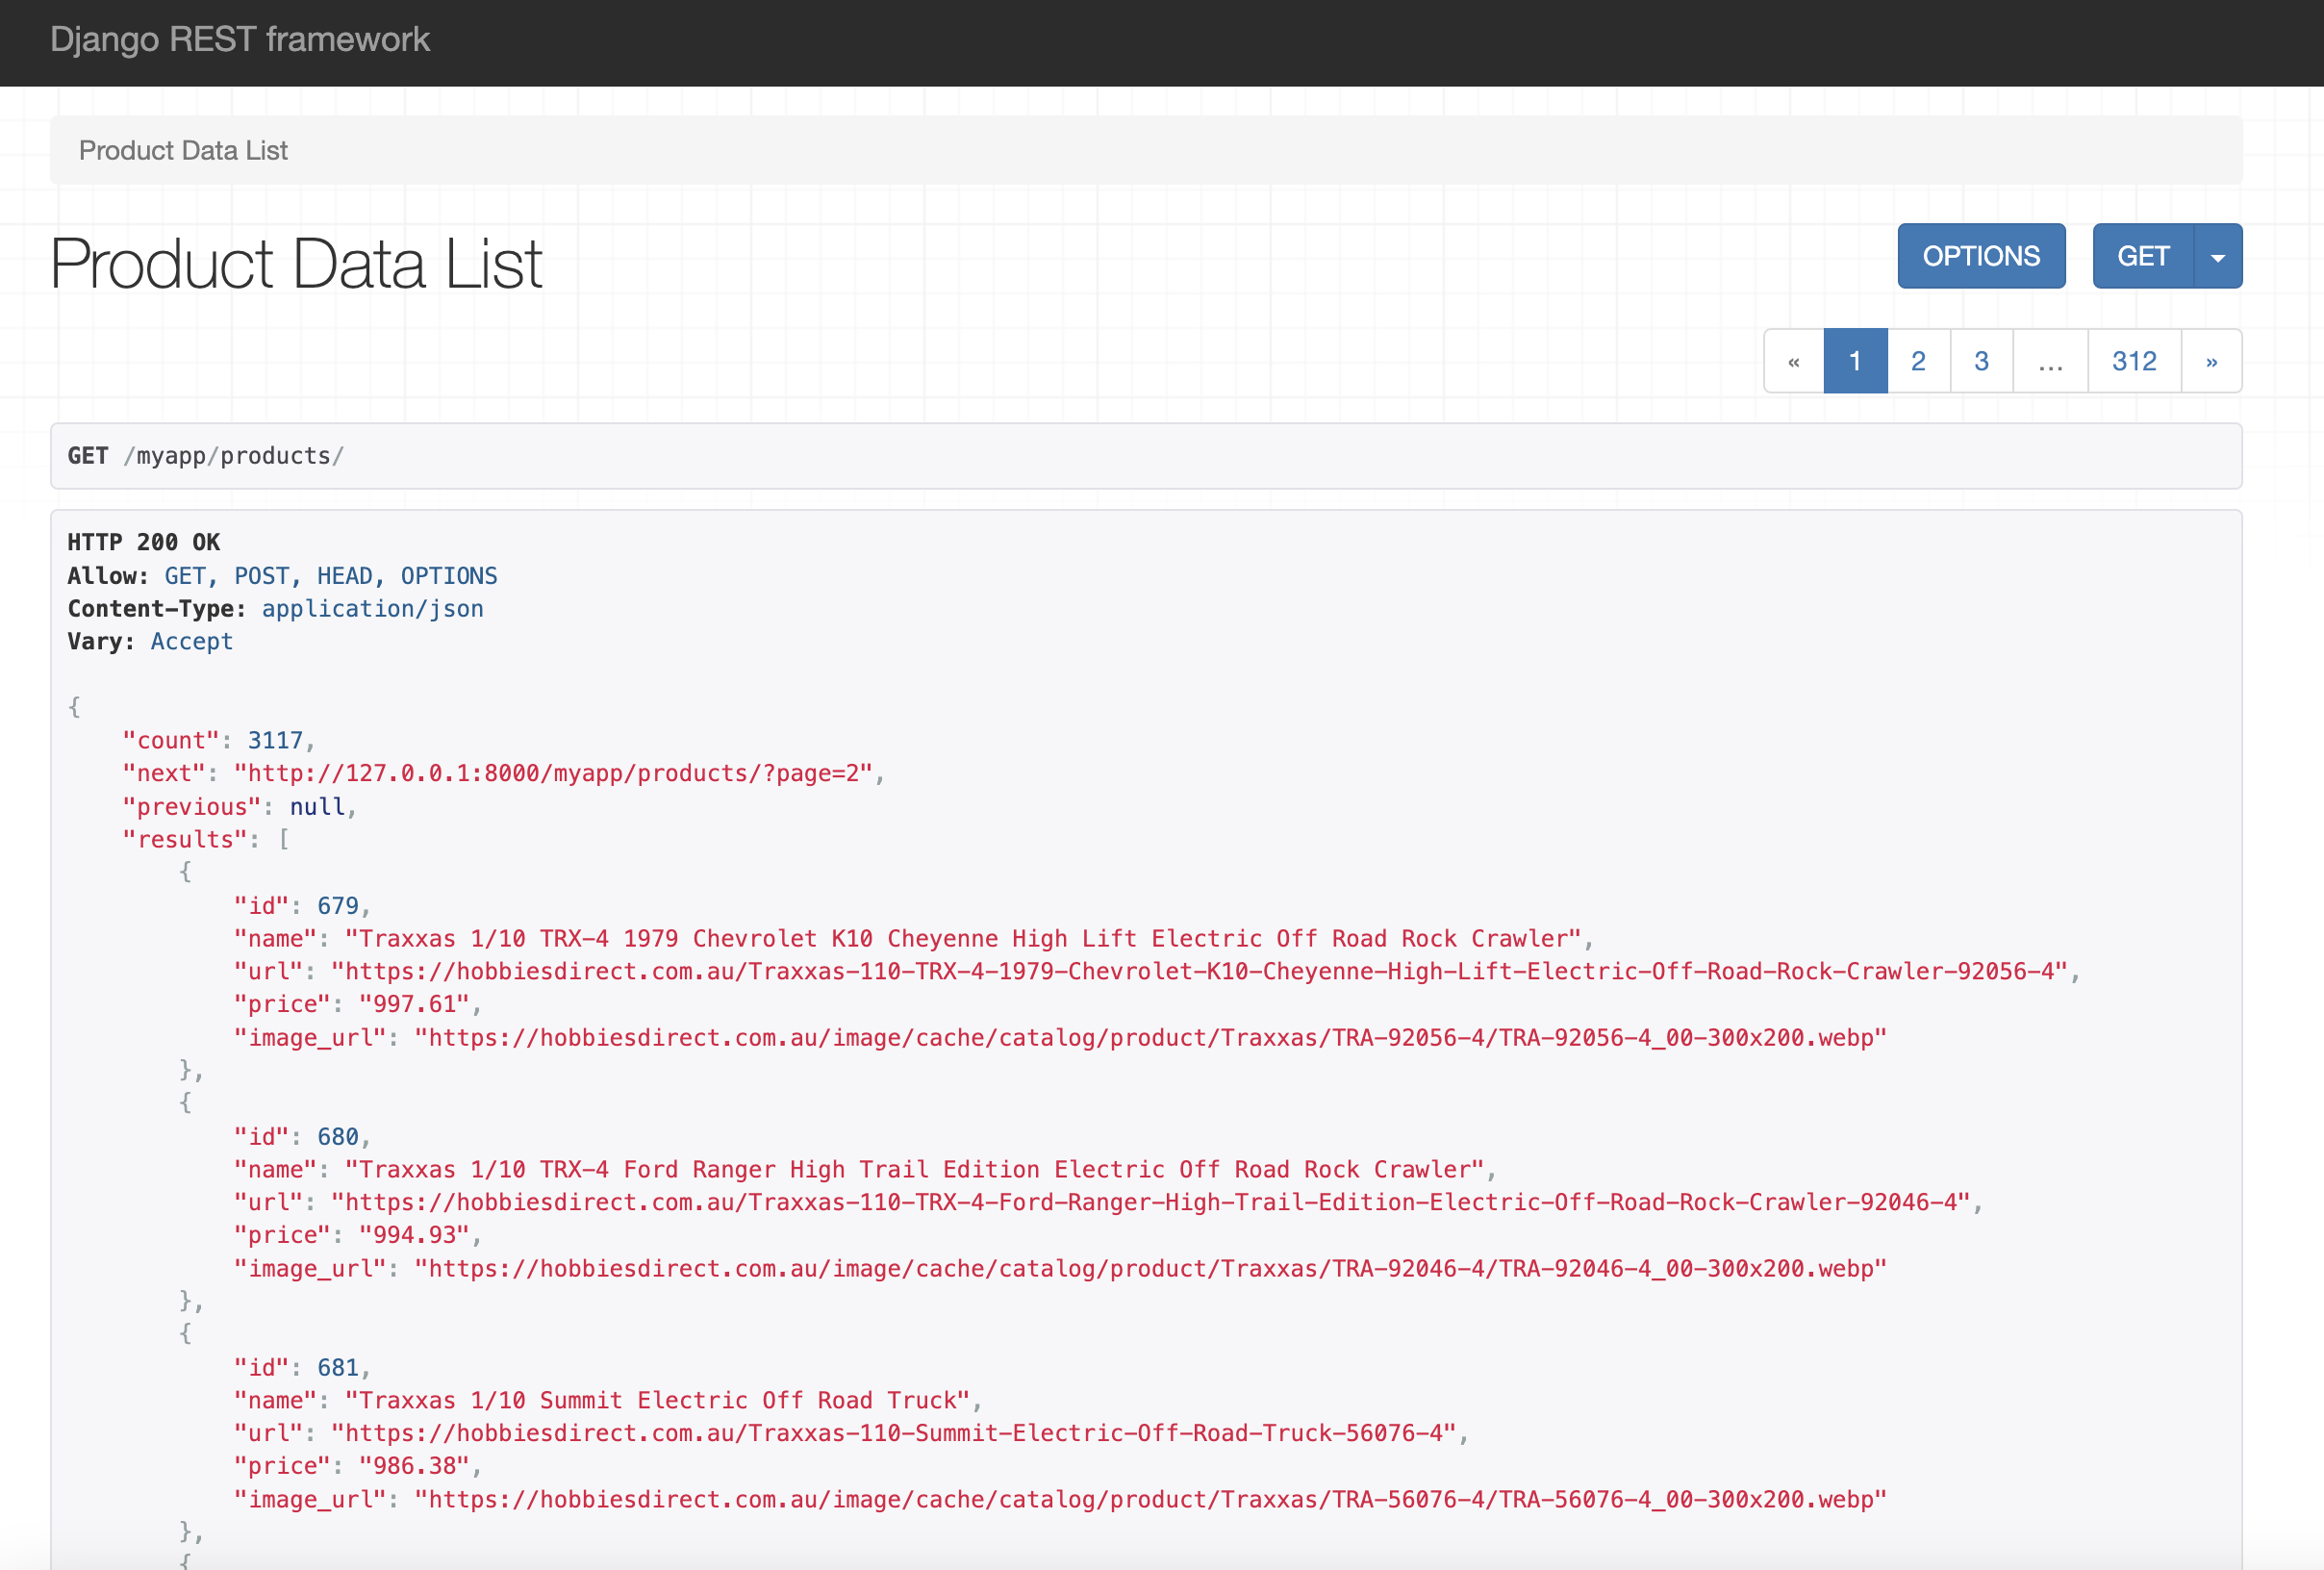 Django REST framework
Product Data List
Product Data List
OPTIONS
GET
« 1 2 3 … 312 »
GET /myapp/products/
HTTP 200 OK
Allow: GET, POST, HEAD, OPTIONS
Content-Type: application/json
Vary: Accept
{
"count": 3117,
"next": "http://127.0.0.1:8000/myapp/products/?page=2",
"previous": null,
"results": [
{
"id": 679,
"name": "Traxxas 1/10 TRX-4 1979 Chevrolet K10 Cheyenne High Lift Electric Off Road Rock Crawler",
"url": "https://hobbiesdirect.com.au/Traxxas-110-TRX-4-1979-Chevrolet-K10-Cheyenne-High-Lift-Electric-Off-Road-Rock-Crawler-92056-4",
"price": "997.61",
"image_url": "https://hobbiesdirect.com.au/image/cache/catalog/product/Traxxas/TRA-92056-4/TRA-92056-4_00-300x200.webp"
},
{
"id": 680,
"name": "Traxxas 1/10 TRX-4 Ford Ranger High Trail Edition Electric Off Road Rock Crawler",
"url": "https://hobbiesdirect.com.au/Traxxas-110-TRX-4-Ford-Ranger-High-Trail-Edition-Electric-Off-Road-Rock-Crawler-92046-4",
"price": "994.93",
"image_url": "https://hobbiesdirect.com.au/image/cache/catalog/product/Traxxas/TRA-92046-4/TRA-92046-4_00-300x200.webp"
},
{
"id": 681,
"name": "Traxxas 1/10 Summit Electric Off Road Truck",
"url": "https://hobbiesdirect.com.au/Traxxas-110-Summit-Electric-Off-Road-Truck-56076-4",
"price": "986.38",
"image_url": "https://hobbiesdirect.com.au/image/cache/catalog/product/Traxxas/TRA-56076-4/TRA-56076-4_00-300x200.webp"
},
{